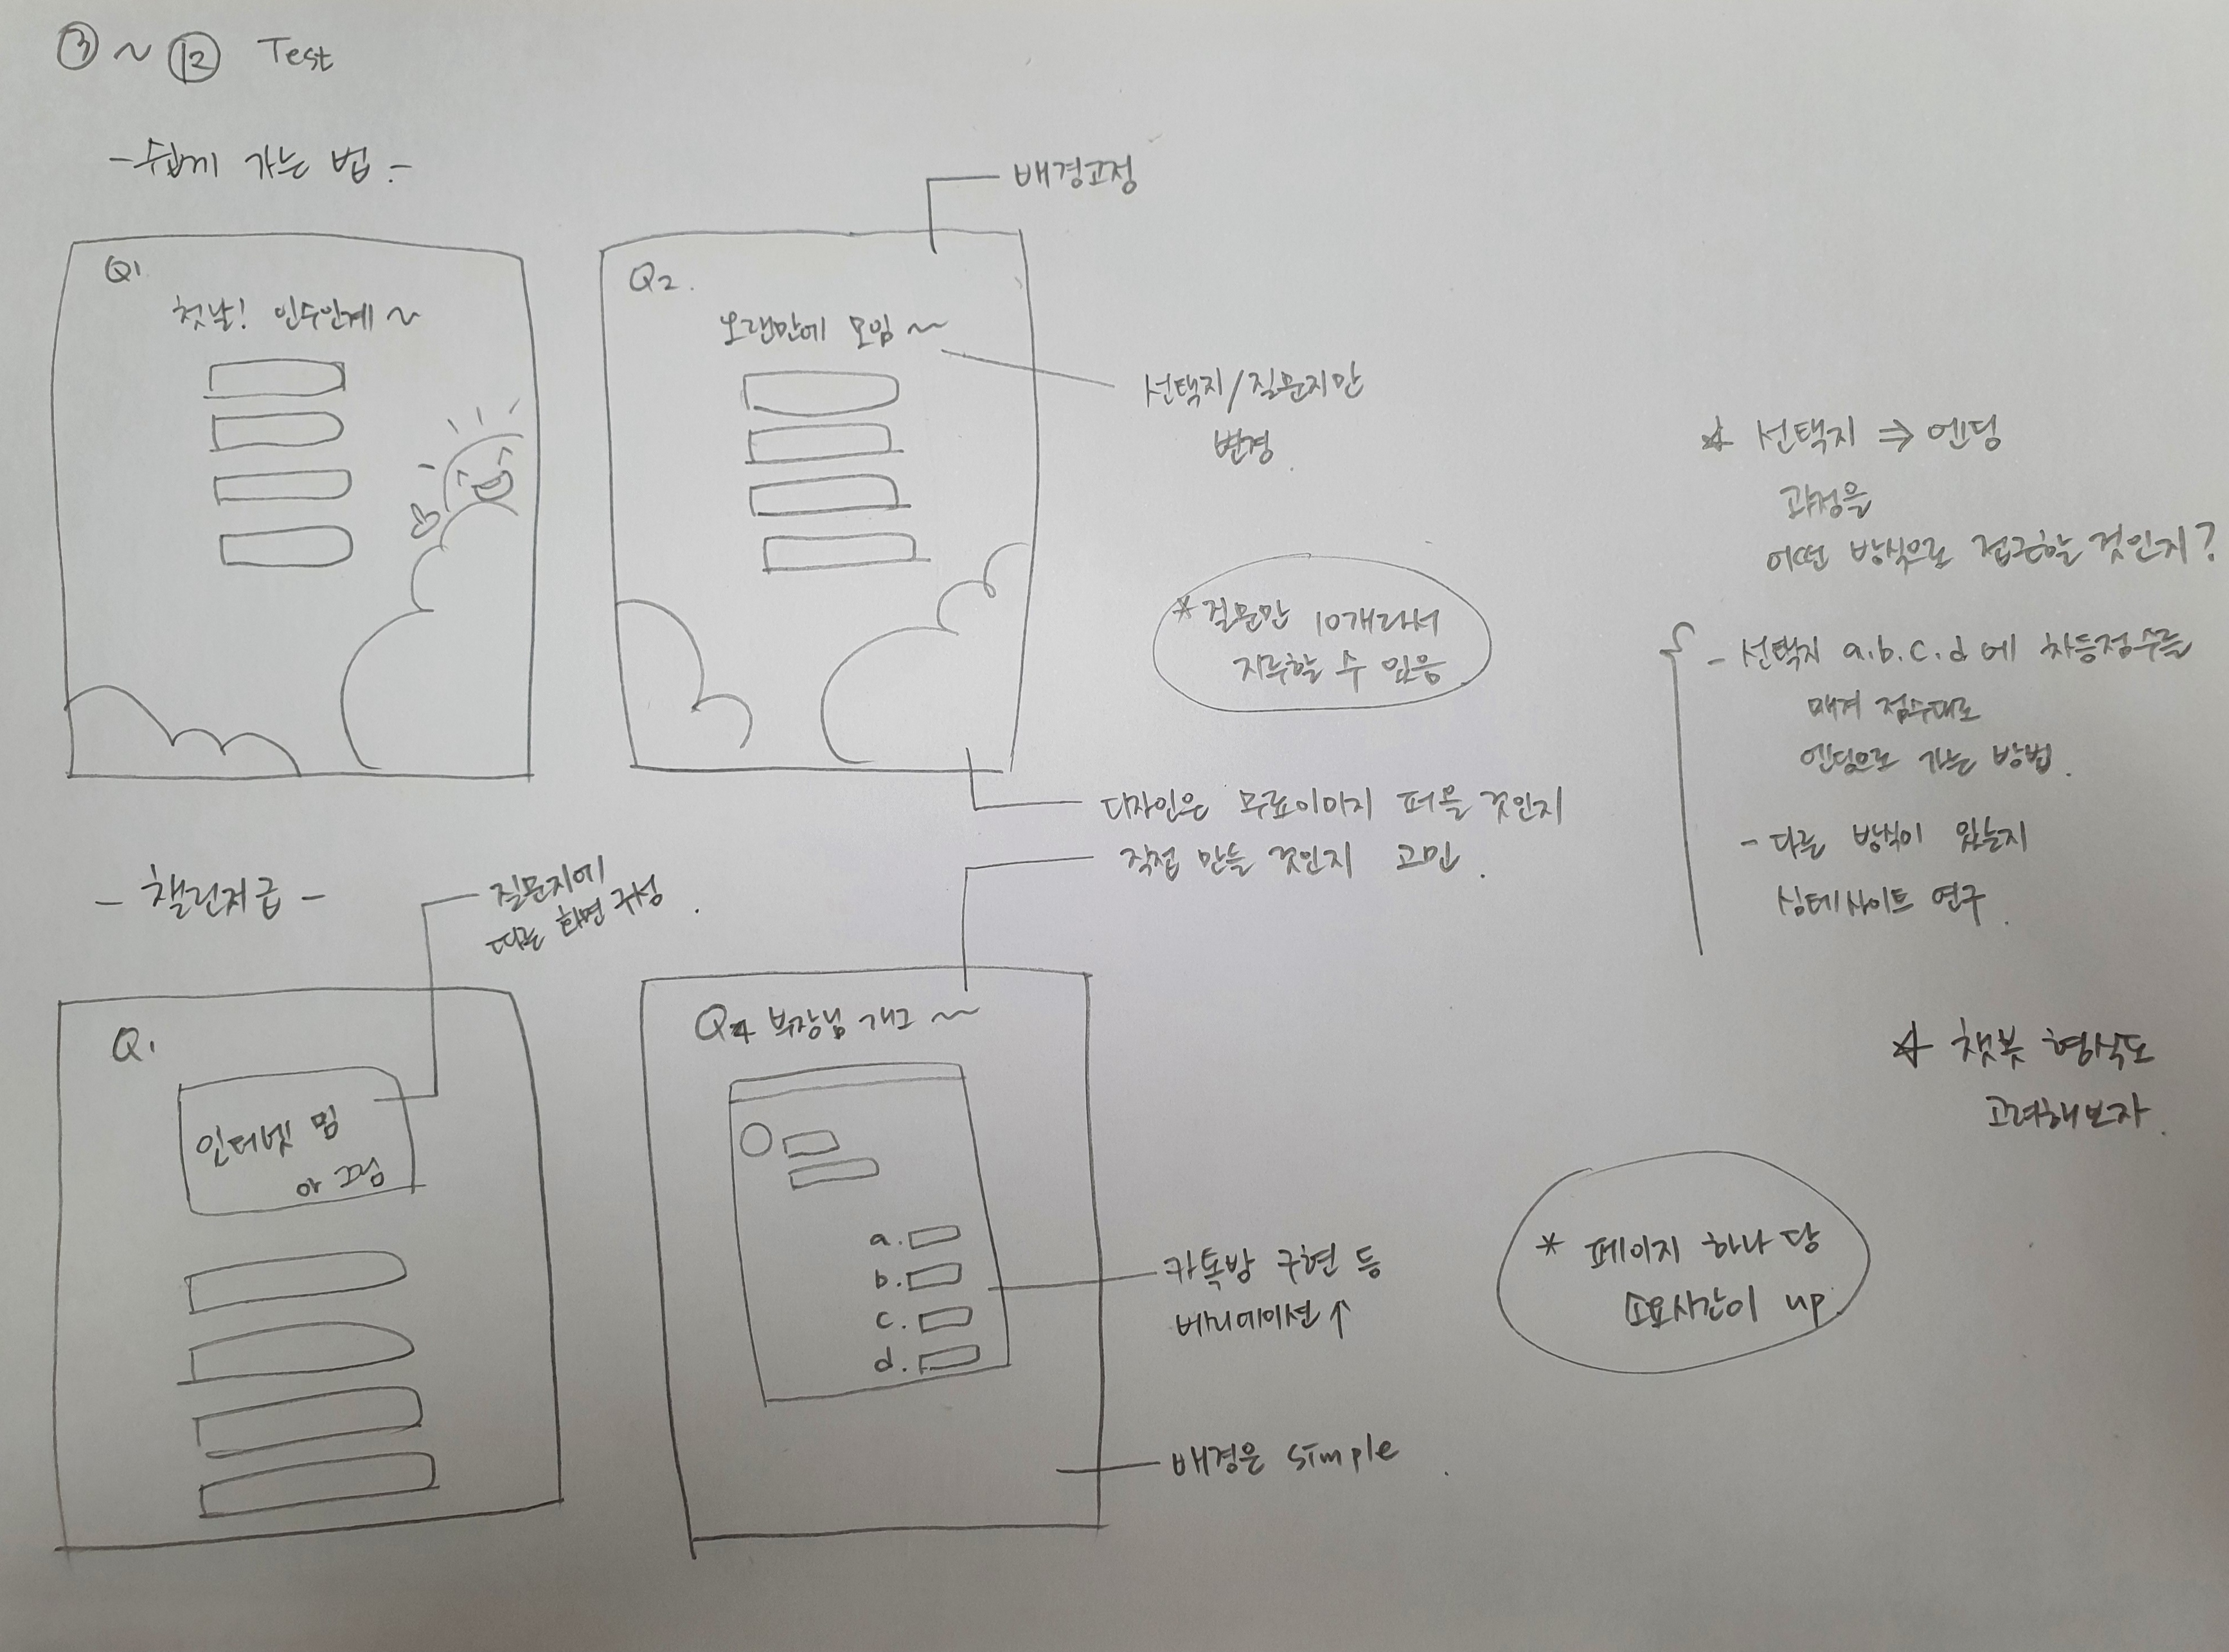 ③ ~ ⑫ Test
- 쉽게 가는 법 -
배경고정
Q1
첫날! 인수인계 ~
Q2.
오랜만에 모임 ~
선택지/질문지만
변경.
* 질문만 10개라서
지루할 수 있음
디자인은 무료이미지 퍼올 것인지
직접 만들 것인지 고민.
☆ 선택지 ⇒ 엔딩
과정을
어떤 방식으로 접근할 것인지?
- 선택지 a.b.c.d 에 차등점수를
매겨 점수대로
엔딩으로 가는 방법.
- 다른 방식이 있는지
심테사이트 연구.
- 챌린지급 -
질문지에
따른 화면 구성.
Q1
인터넷 밈
or 그림
Q4 부장님 개그 ~
a.
b.
c.
d.
카톡방 구현 등
베리에이션↑
배경은 simple.
☆ 챗봇 형식도
고려해보자.
* 페이지 하나 당
소요시간이 up.